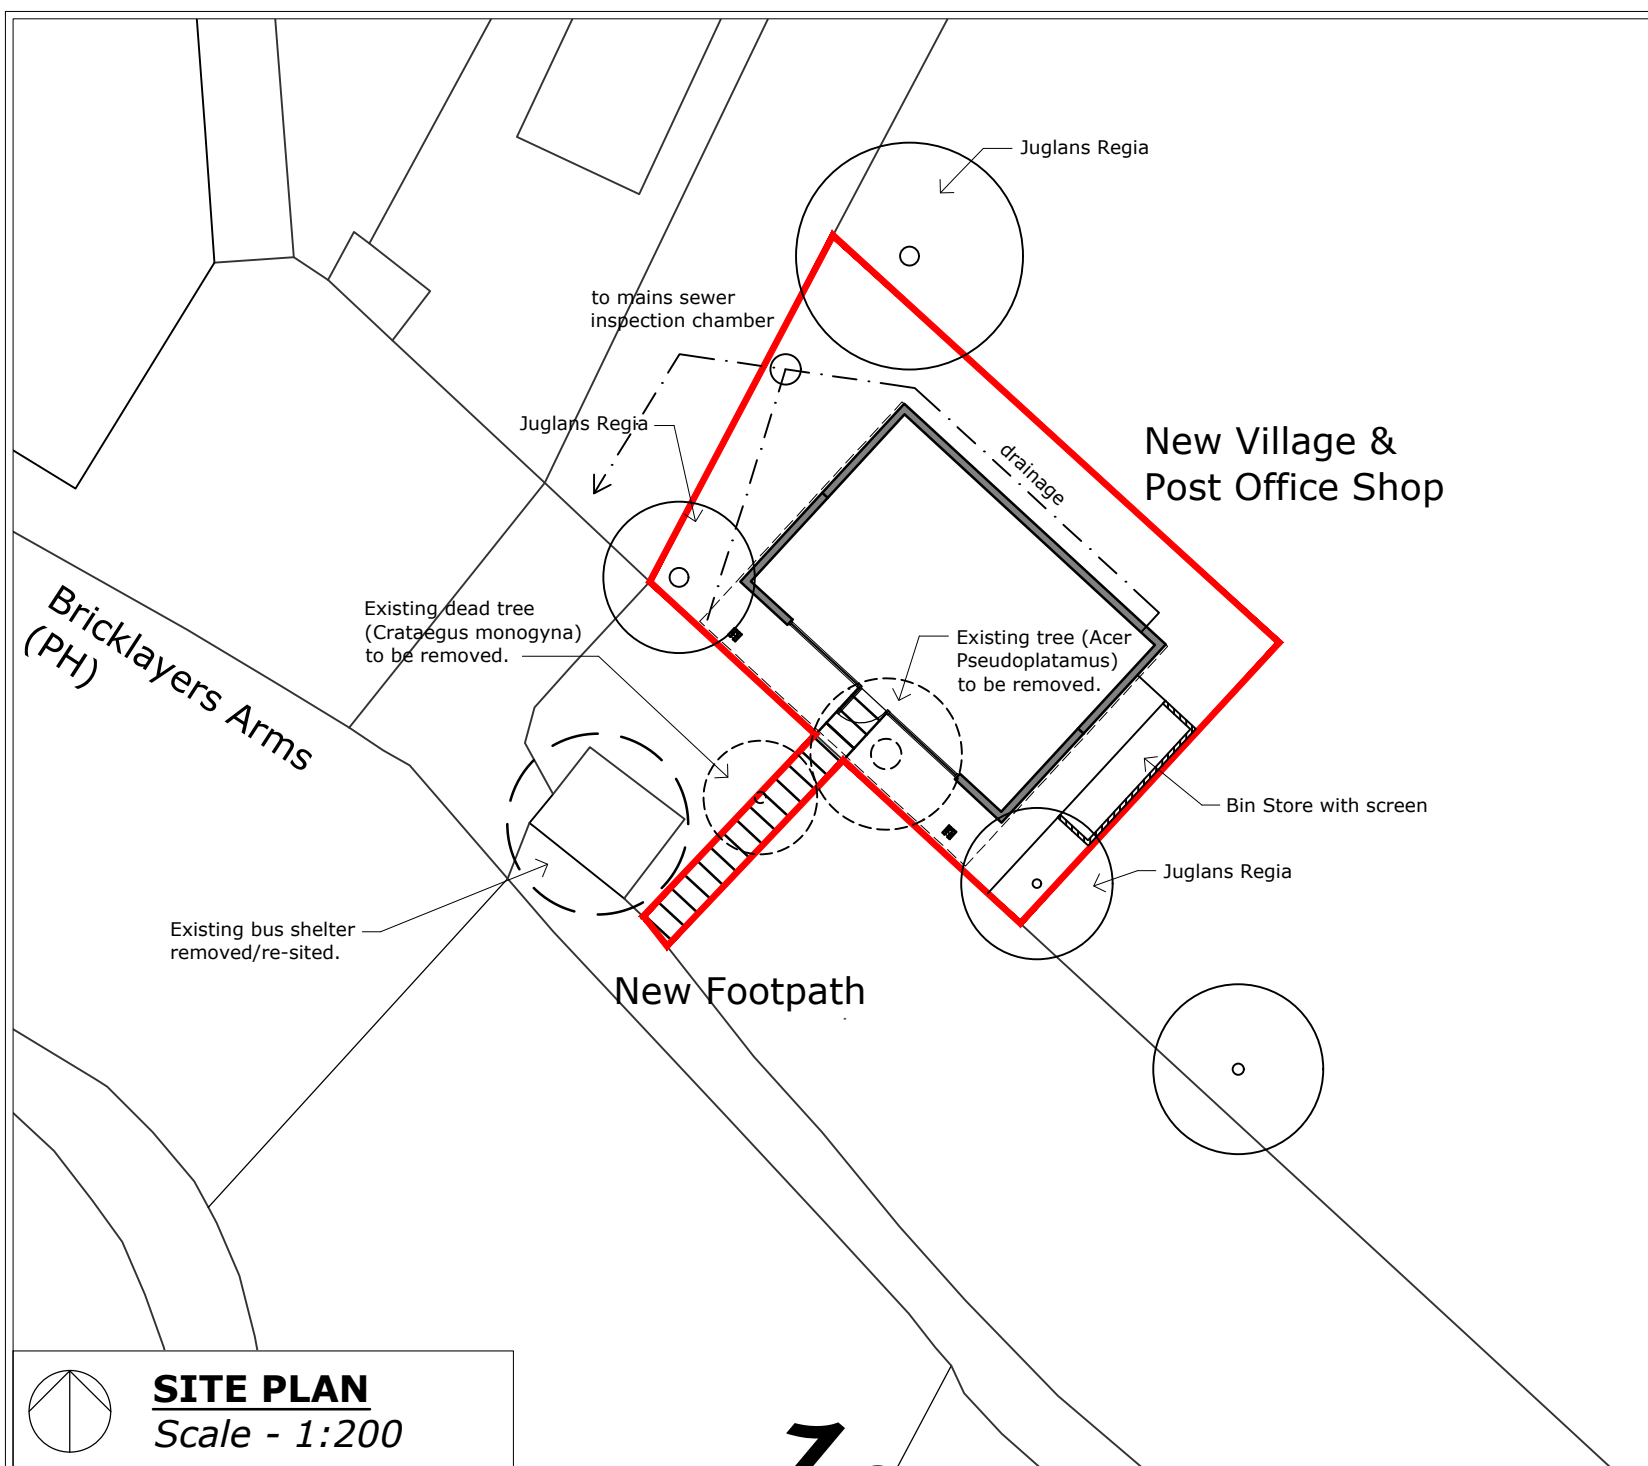 Juglans Regia
to mains sewer
inspection chamber
Juglans Regia
drainage
New Village &
Post Office Shop
Bricklayers Arms
(PH)
Existing dead tree
(Crataegus monogyna)
to be removed.
Existing tree (Acer
Pseudoplatamus)
to be removed.
Bin Store with screen
Juglans Regia
Existing bus shelter
removed/re-sited.
New Footpath
SITE PLAN
Scale - 1:200